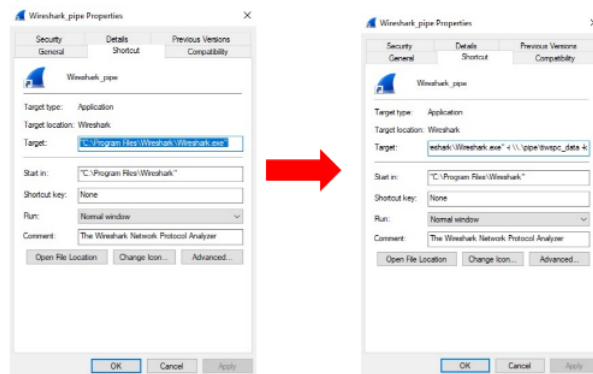 Wireshark_pipe Properties
Security Details Previous Versions
General Shortcut Compatibility
Wireshark_pipe
Target type: Application
Target location: Wireshark
Target: "C:\Program Files\Wireshark\Wireshark.exe"
Start in: "C:\Program Files\Wireshark"
Shortcut key: None
Run: Normal window
Comment: The Wireshark Network Protocol Analyzer
Open File Location Change Icon... Advanced...
OK Cancel Apply
Wireshark_pipe Properties
Security Details Previous Versions
General Shortcut Compatibility
Wireshark_pipe
Target type: Application
Target location: Wireshark
Target: eshark\Wireshark.exe" -i \\.\pipe\tiwspc_data -k
Start in: "C:\Program Files\Wireshark"
Shortcut key: None
Run: Normal window
Comment: The Wireshark Network Protocol Analyzer
Open File Location Change Icon... Advanced...
OK Cancel Apply